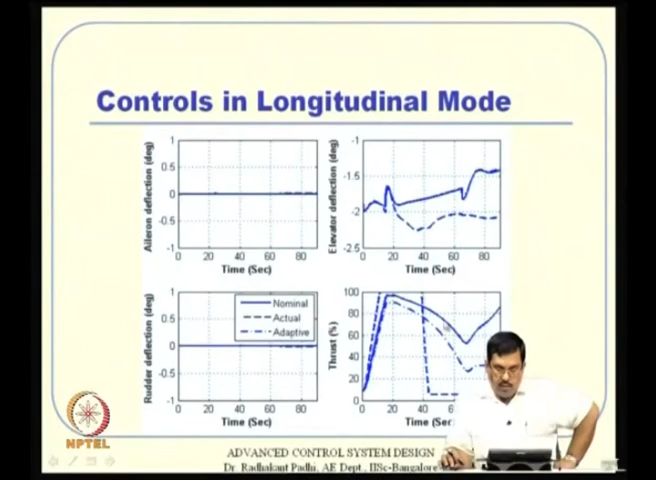 Controls in Longitudinal Mode
Aileron deflection (deg)
1
0.5
0
-0.5
-1
0 20 40 60 80
Time (Sec)
Elevator deflection (deg)
-1
-1.5
-2
-2.5
0 20 40 60 80
Time (Sec)
Rudder deflection (deg)
1
0.5
0
-0.5
-1
Nominal
Actual
Adaptive
0 20 40 60 80
Time (Sec)
Thrust (%)
100
80
60
40
20
0
0 20 40 6
Time (Sec
NPTEL
ADVANCED CONTROL SYSTEM DESIGN
Dr. Radhakant Padhi, AE Dept., IISc-Bangalore